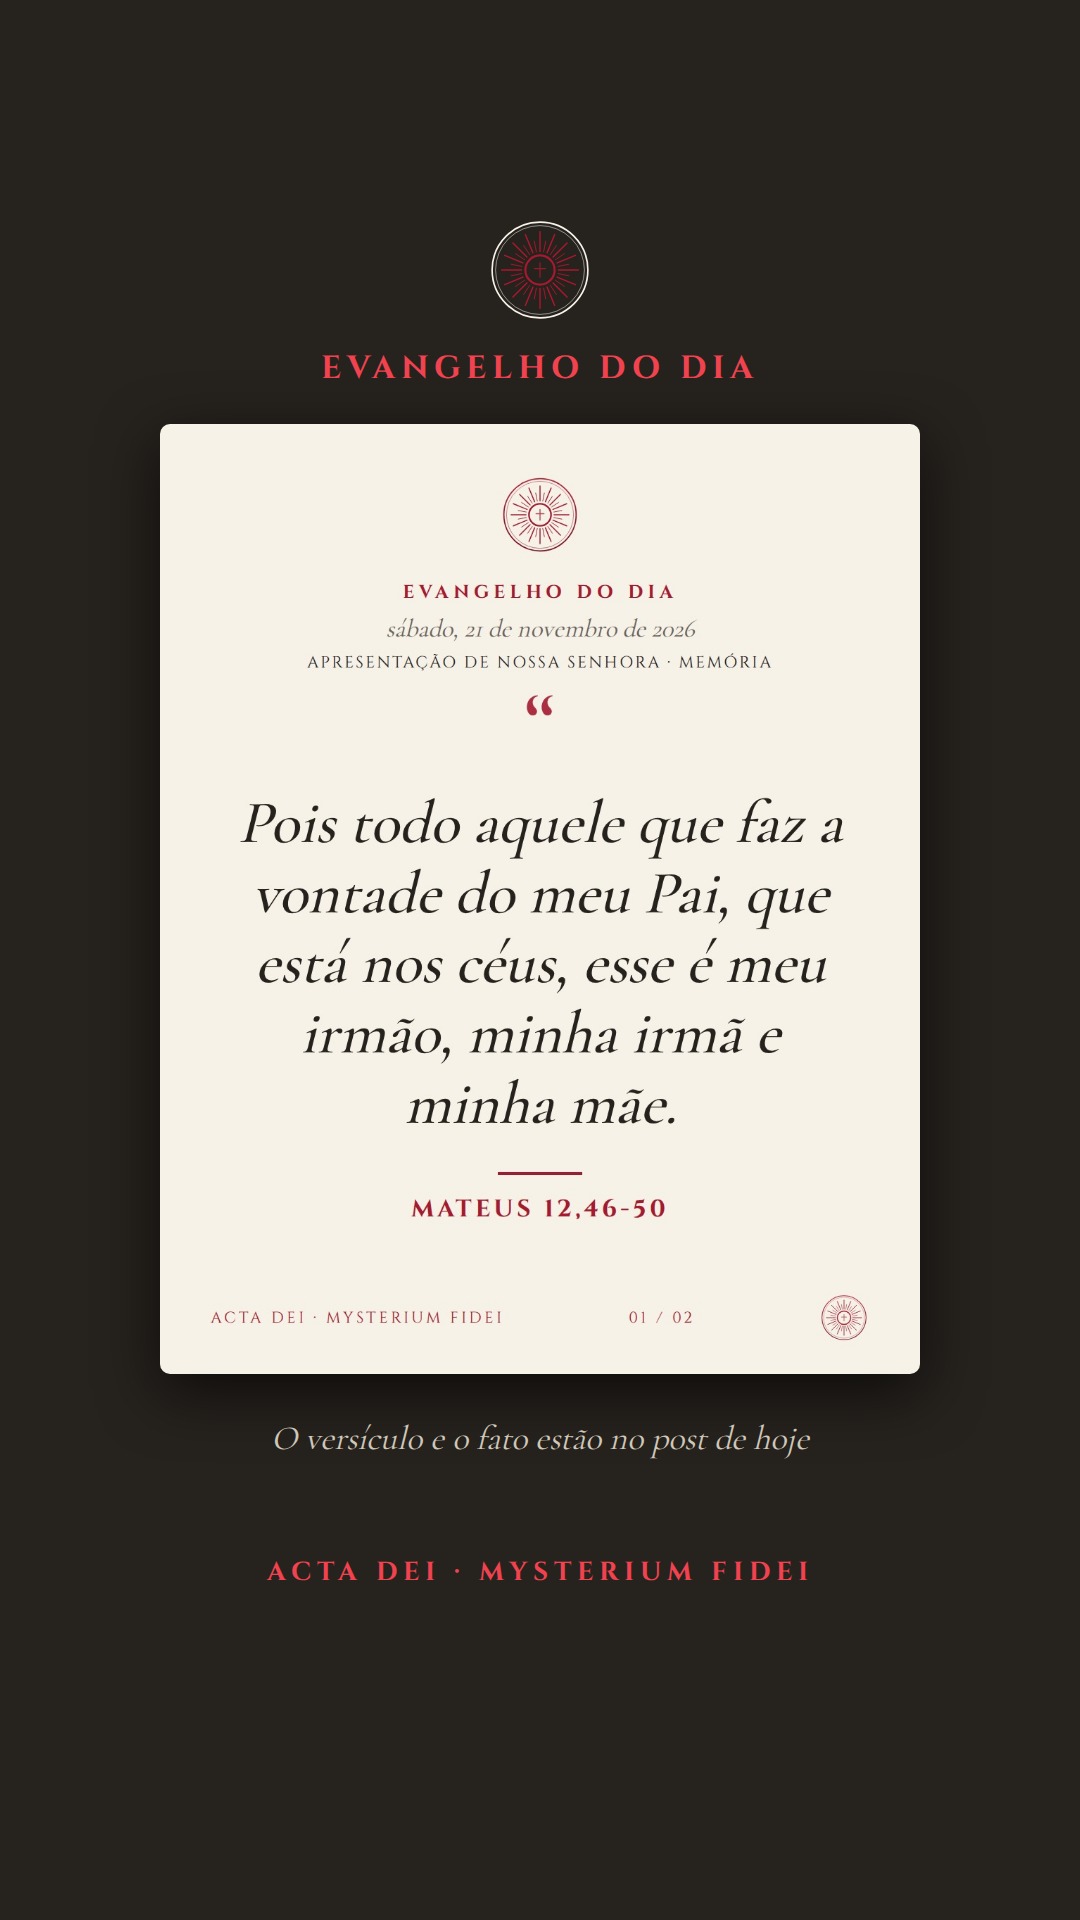 EVANGELHO DO DIA
EVANGELHO DO DIA
sábado, 21 de novembro de 2026
APRESENTAÇÃO DE NOSSA SENHORA · MEMÓRIA
“
Pois todo aquele que faz a
vontade do meu Pai, que
está nos céus, esse é meu
irmão, minha irmã e
minha mãe.
MATEUS 12,46-50
ACTA DEI · MYSTERIUM FIDEI 01 / 02
O versículo e o fato estão no post de hoje
ACTA DEI · MYSTERIUM FIDEI